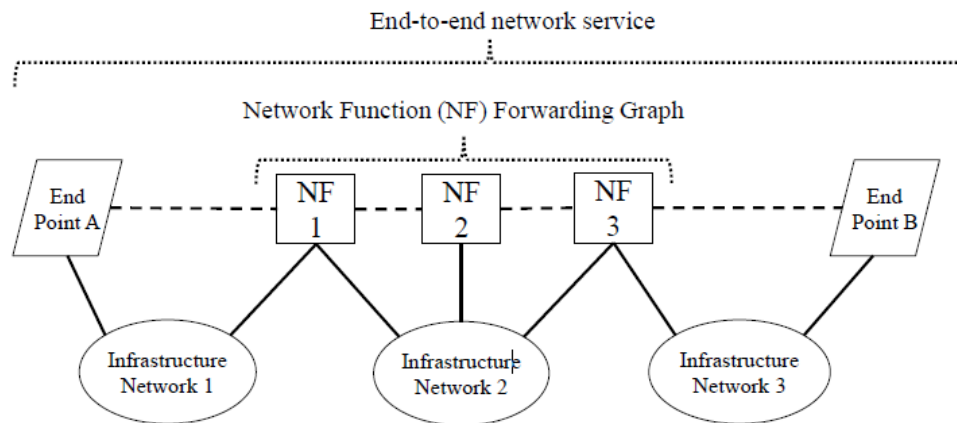 End-to-end network service
Network Function (NF) Forwarding Graph
End
Point A
NF
1
NF
2
NF
3
End
Point B
Infrastructure
Network 1
Infrastructure
Network 2
Infrastructure
Network 3